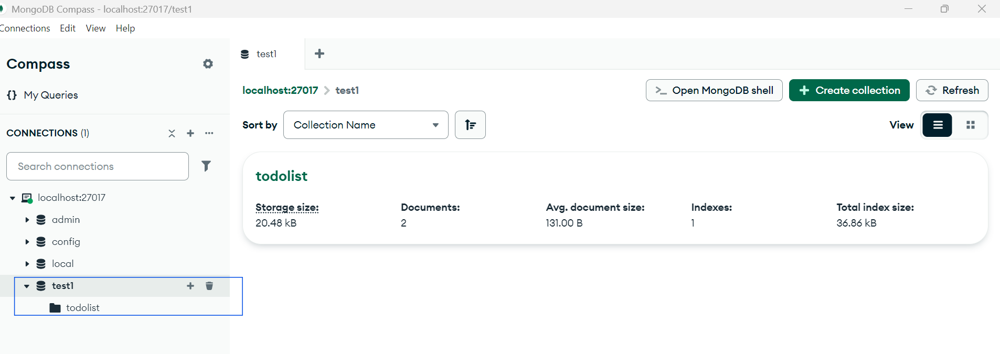 MongoDB Compass - localhost:27017/test1
Connections Edit View Help
Compass
My Queries
CONNECTIONS (1)
Search connections
localhost:27017
admin
config
local
test1
todolist
test1
localhost:27017 > test1
Open MongoDB shell
Create collection
Refresh
Sort by Collection Name
View
todolist
Storage size: Documents: Avg. document size: Indexes: Total index size:
20.48 kB 2 131.00 B 1 36.86 kB